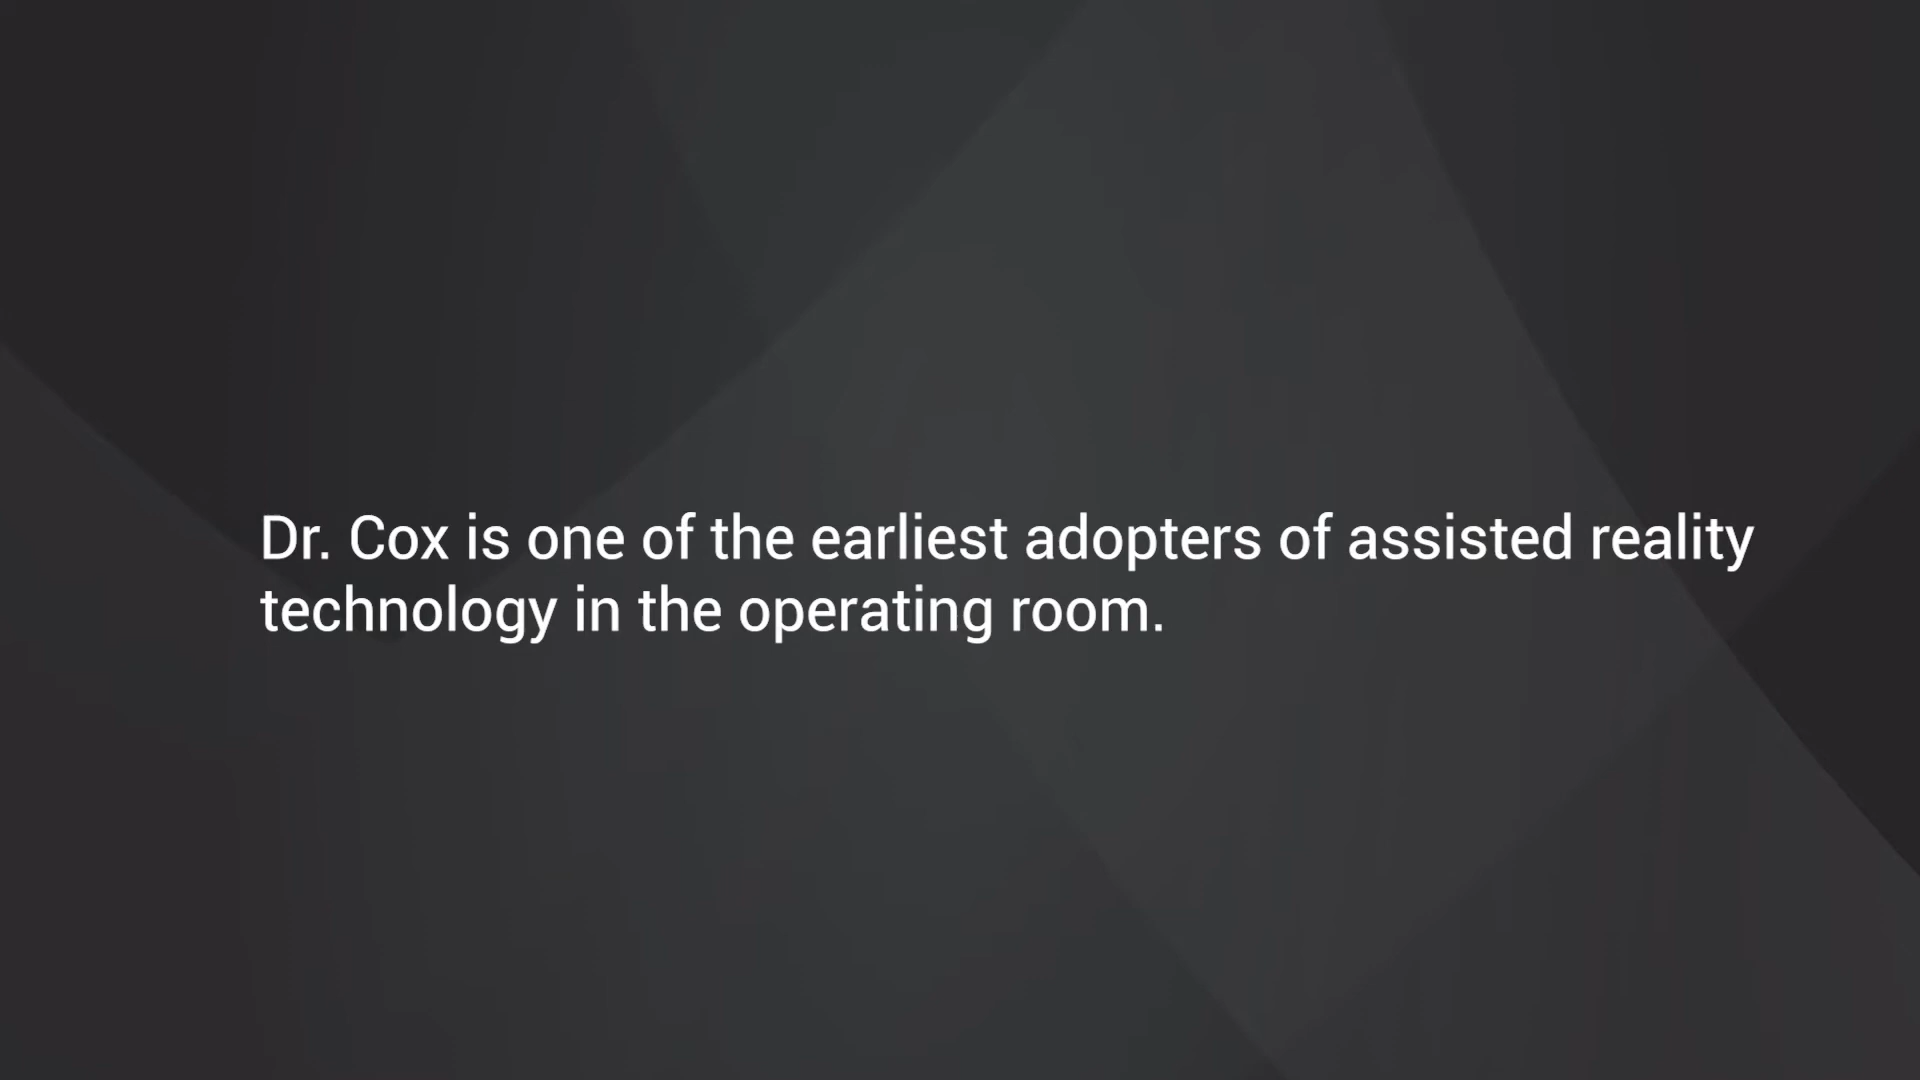 Dr. Cox is one of the earliest adopters of assisted reality
technology in the operating room.